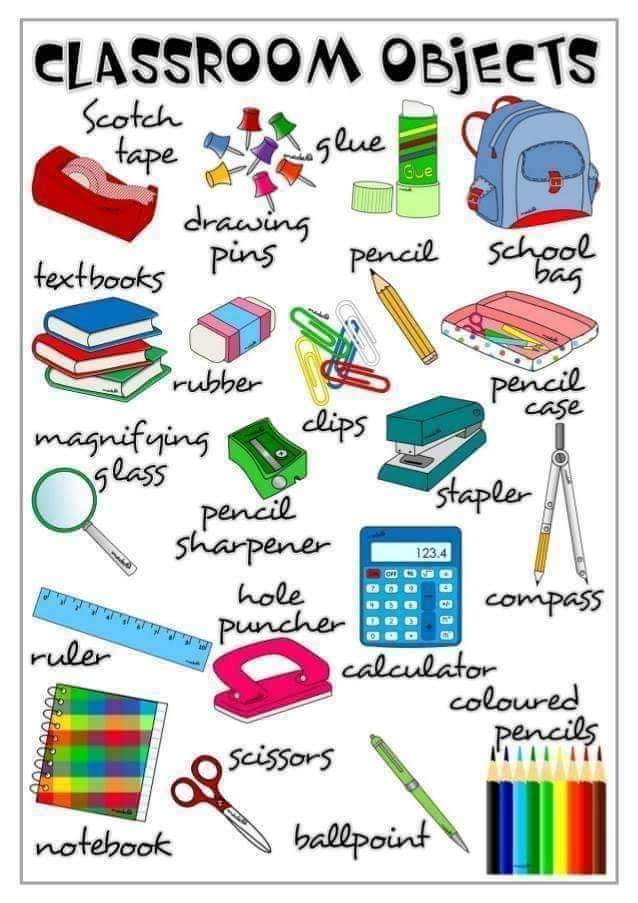 CLASSROOM OBJECTS
Scotch
tape
glue
Glue
drawing
pins
pencil
school
bag
textbooks
rubber
clips
pencil
case
magnifying
glass
pencil
sharpener
stapler
123.4
OFF
compass
hole
puncher
ruler
calculator
coloured
pencils
scissors
notebook
ballpoint